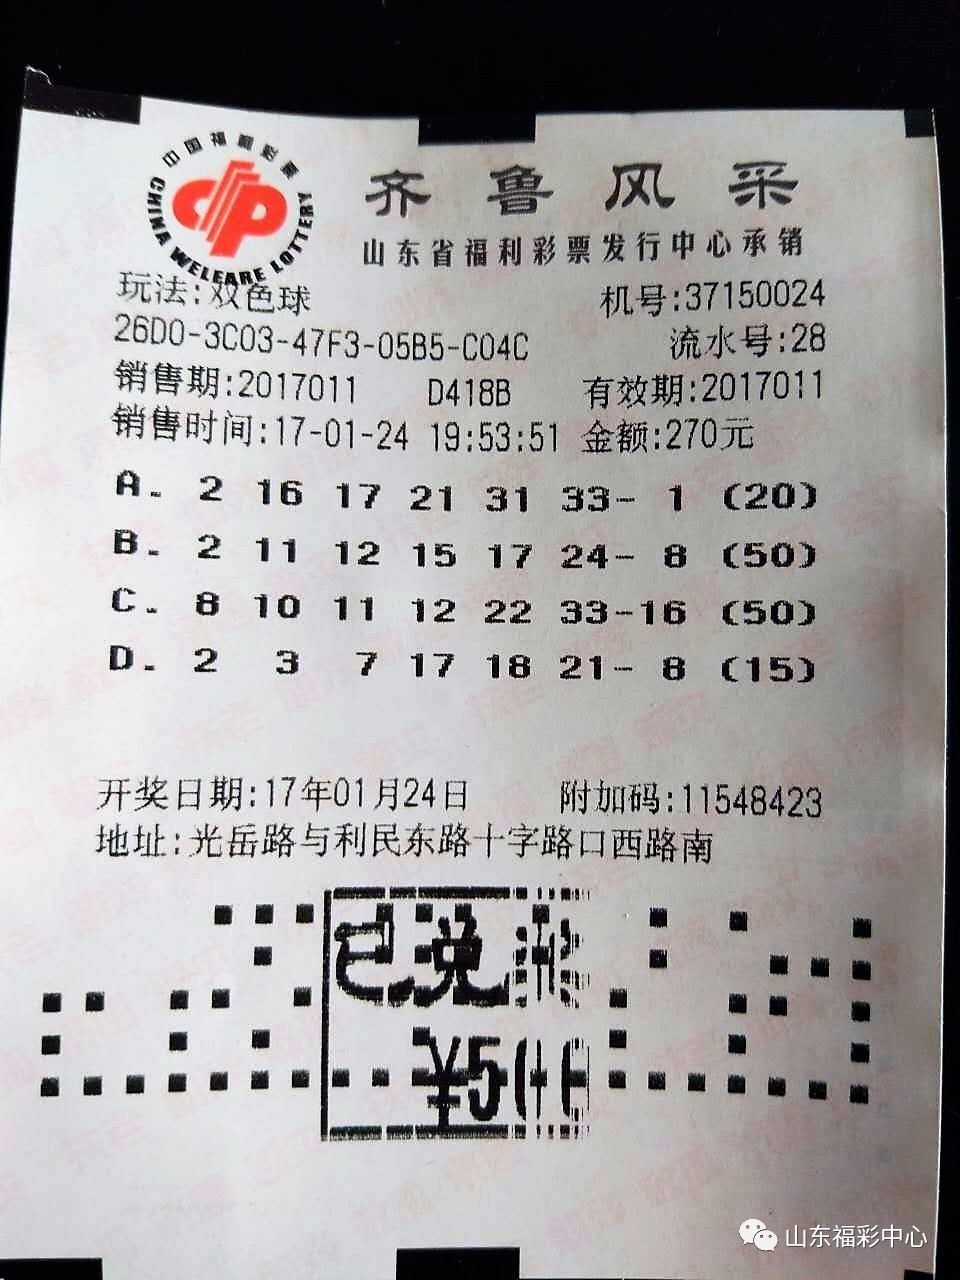 中国福利彩票
CHINA WELFARE LOTTERY
齐鲁风采
山东省福利彩票发行中心承销
玩法:双色球 机号:37150024
26D0-3C03-47F3-05B5-C04C 流水号:28
销售期:2017011 D418B 有效期:2017011
销售时间:17-01-24 19:53:51 金额:270元
A. 2 16 17 21 31 33- 1 (20)
B. 2 11 12 15 17 24- 8 (50)
C. 8 10 11 12 22 33-16 (50)
D. 2 3 7 17 18 21- 8 (15)
开奖日期:17年01月24日 附加码:11548423
地址:光岳路与利民东路十字路口西路南
已兑奖
¥50
山东福彩中心